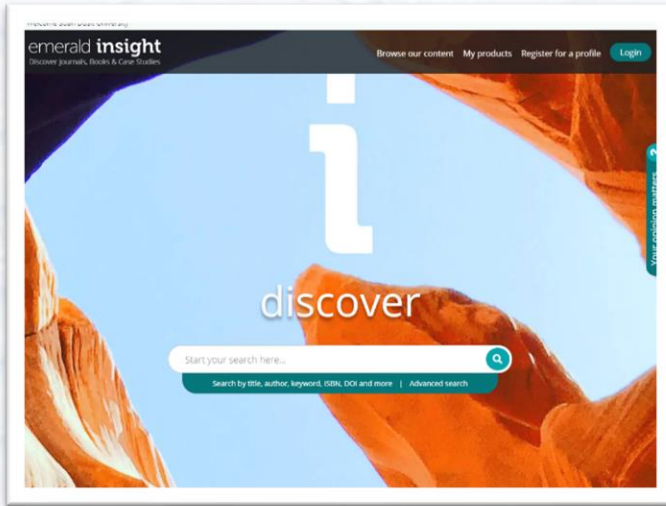 emerald insight
Discover Journals, Books & Case Studies
Browse our content My products Register for a profile Login
i
discover
Start your search here...
Search by title, author, keyword, ISBN, DOI and more | Advanced search
Your opinion matters